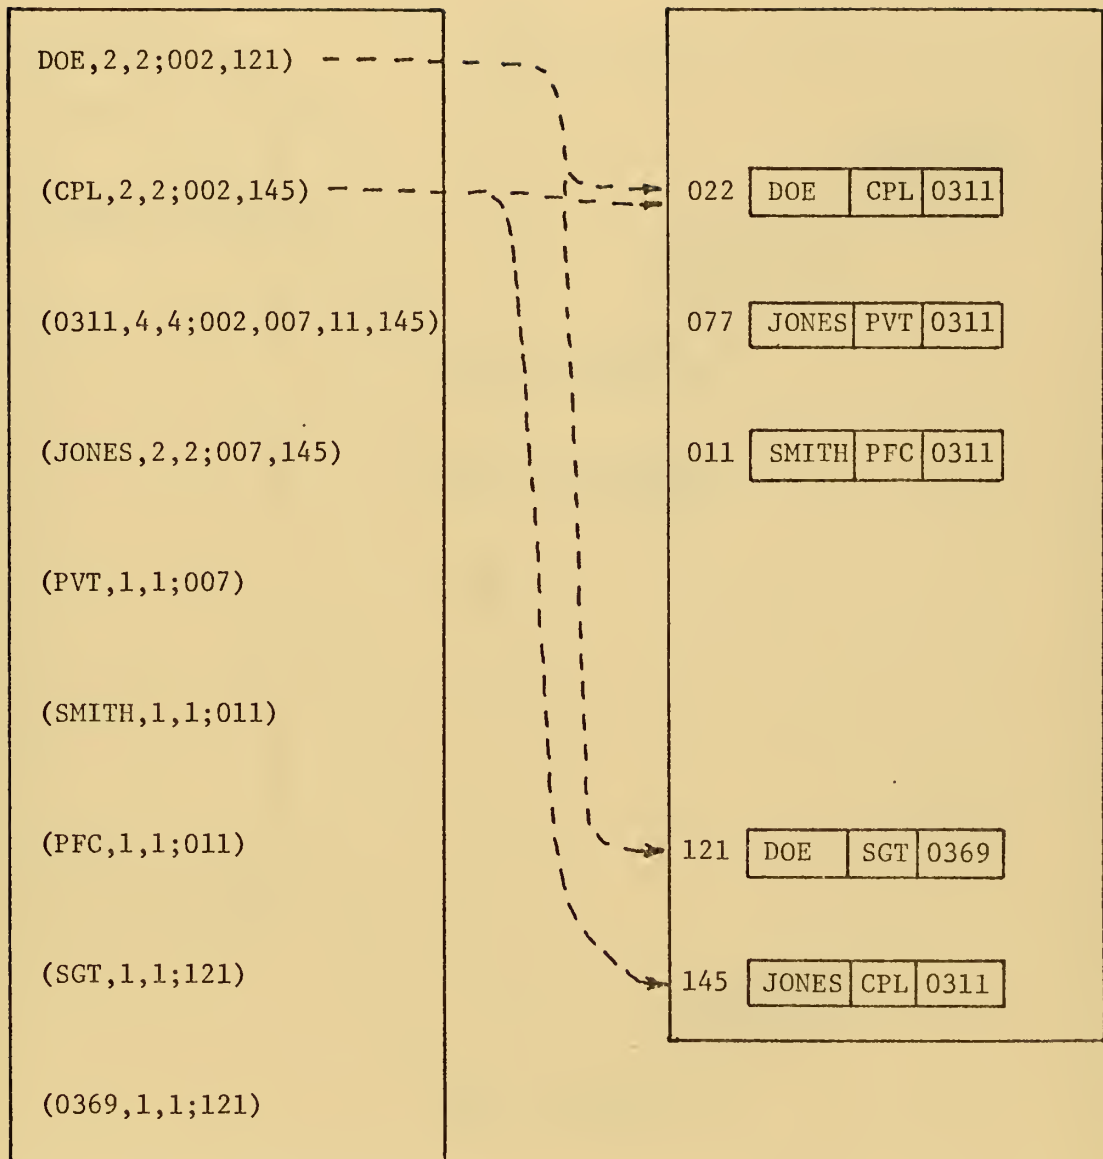 DOE,2,2;002,121)
(CPL,2,2;002,145)
(0311,4,4;002,007,11,145)
(JONES,2,2;007,145)
(PVT,1,1;007)
(SMITH,1,1;011)
(PFC,1,1;011)
(SGT,1,1;121)
(0369,1,1;121)
022 DOE CPL 0311
077 JONES PVT 0311
011 SMITH PFC 0311
121 DOE SGT 0369
145 JONES CPL 0311